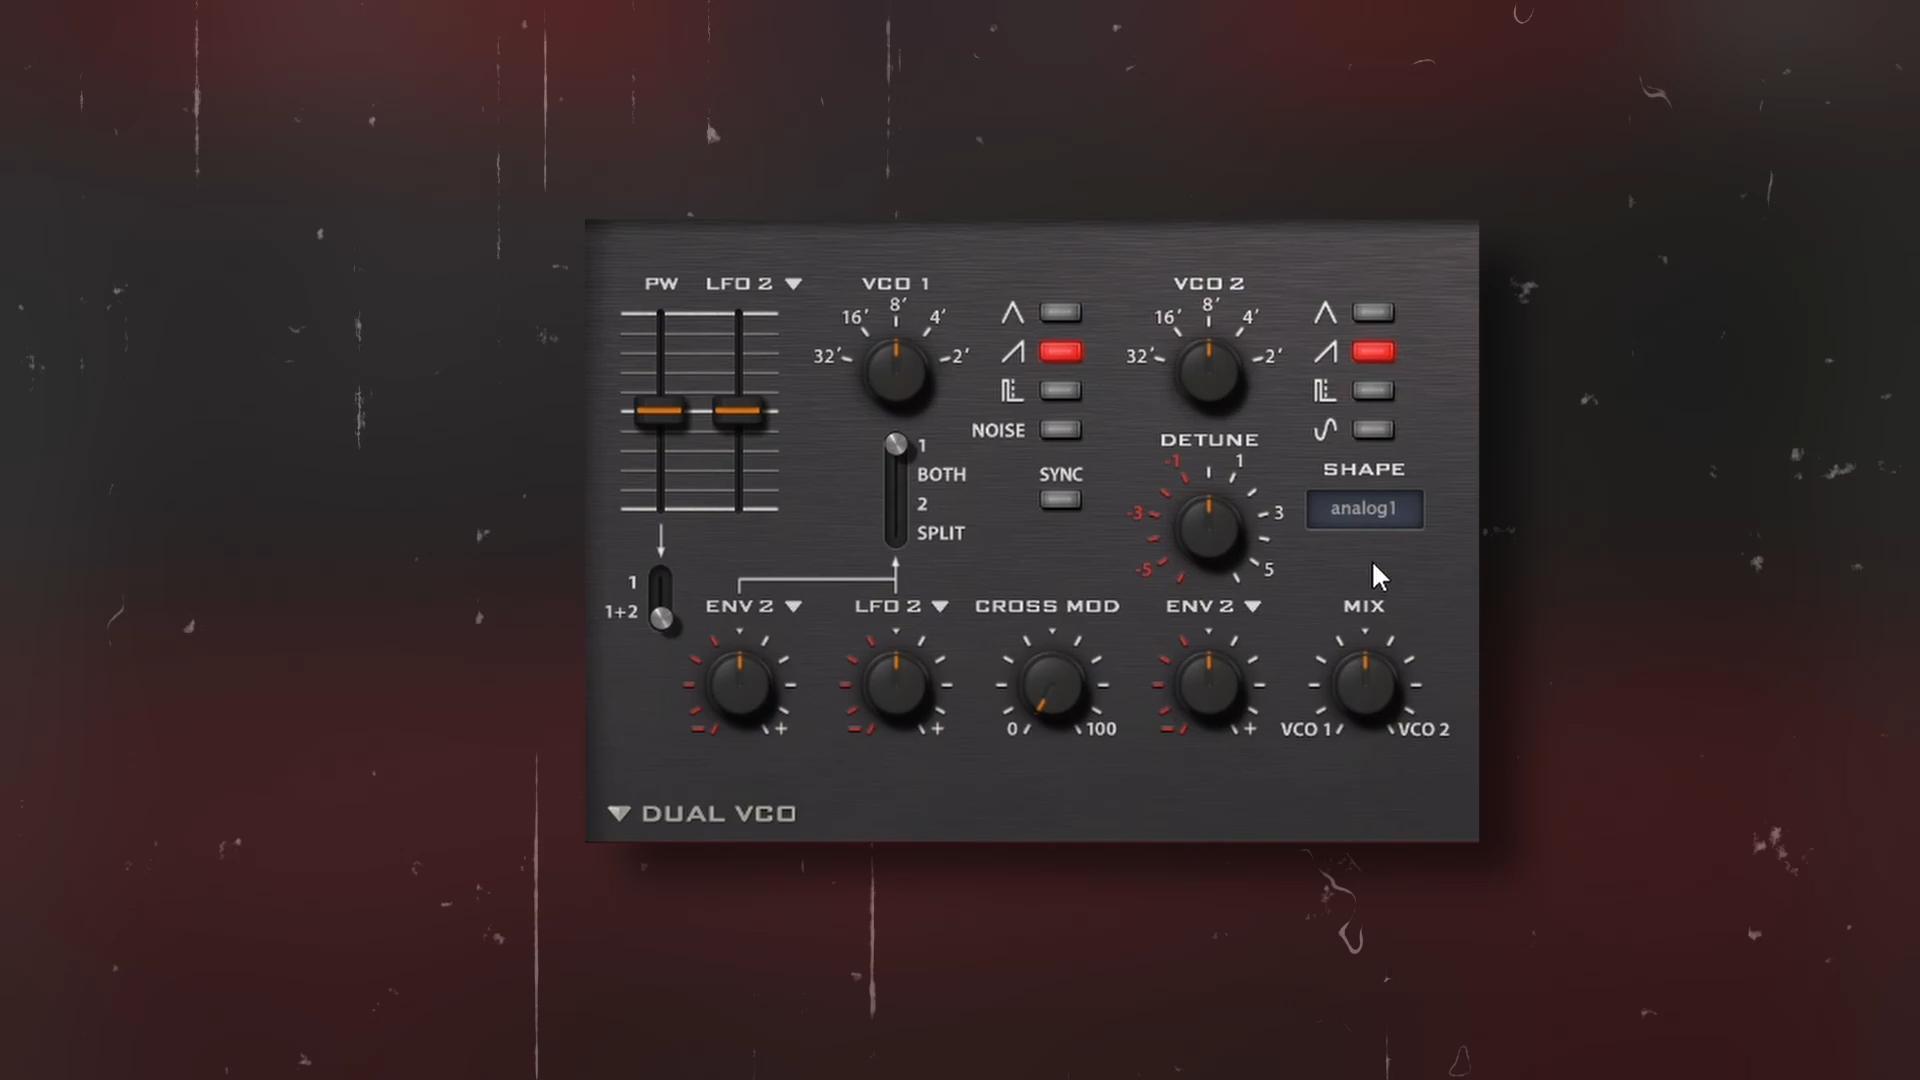 PW LFO 2 VCO 1 VCO 2
8' 8'
16' 4' 16' 4'
32' 2' 32' 2'
NOISE DETUNE
1 -1 1
BOTH SYNC SHAPE
2 -3 3 analog1
SPLIT
-5 5
1
1+2 ENV 2 LFO 2 CROSS MOD ENV 2 MIX
- + - + 0 100 - + VCO 1 VCO 2
DUAL VCO